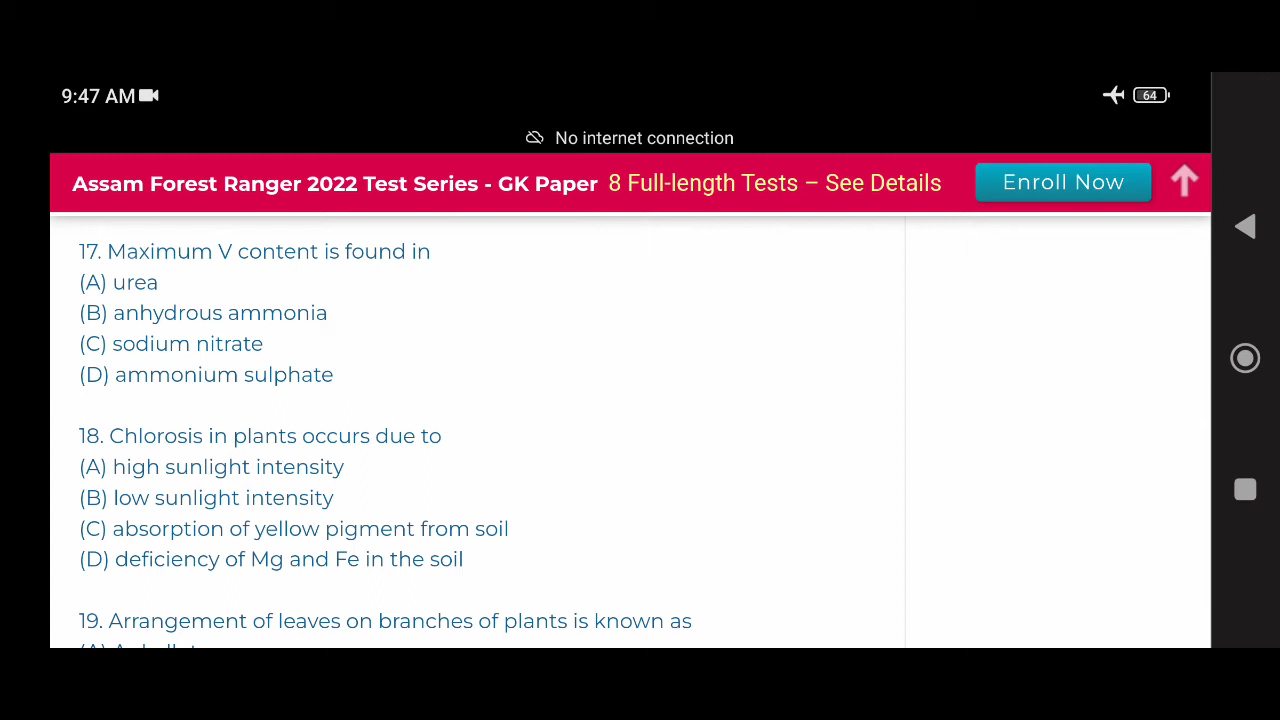 9:47 AM
64
No internet connection
Assam Forest Ranger 2022 Test Series - GK Paper 8 Full-length Tests – See Details Enroll Now
17. Maximum V content is found in
(A) urea
(B) anhydrous ammonia
(C) sodium nitrate
(D) ammonium sulphate
18. Chlorosis in plants occurs due to
(A) high sunlight intensity
(B) low sunlight intensity
(C) absorption of yellow pigment from soil
(D) deficiency of Mg and Fe in the soil
19. Arrangement of leaves on branches of plants is known as